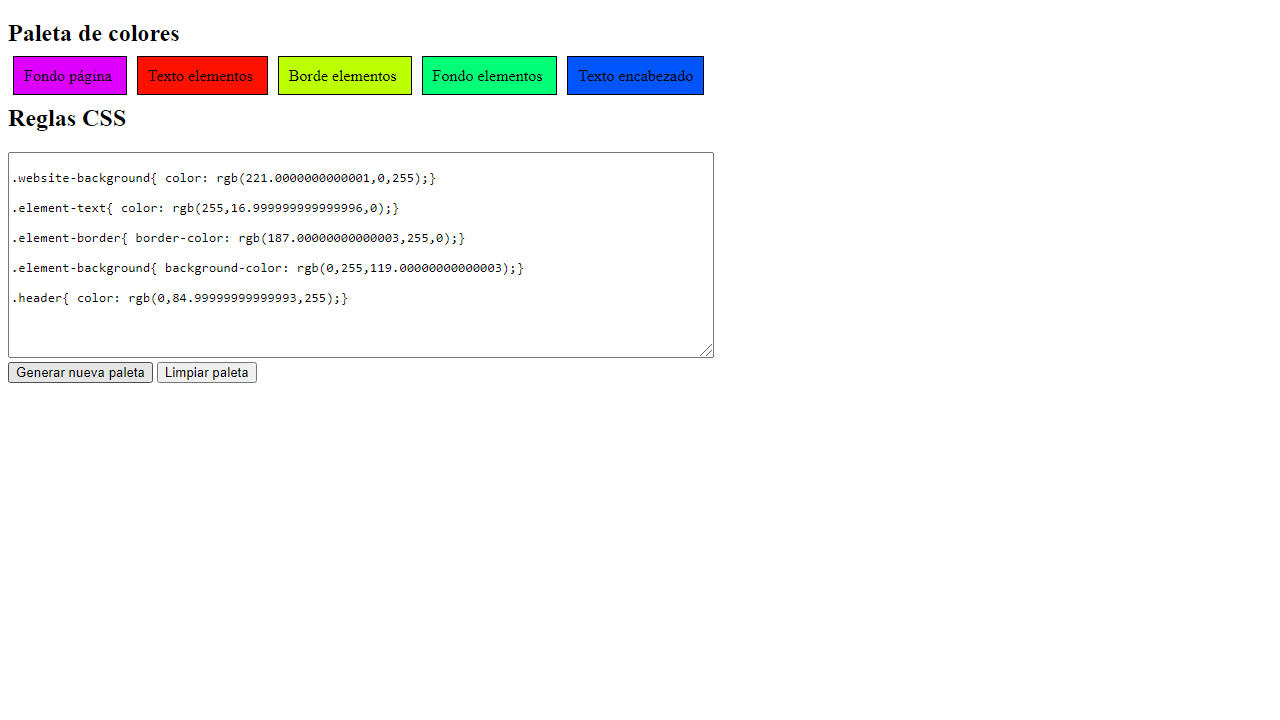 Paleta de colores
Fondo página Texto elementos Borde elementos Fondo elementos Texto encabezado
Reglas CSS
.website-background{ color: rgb(221.0000000000001,0,255);}
.element-text{ color: rgb(255,16.999999999999996,0);}
.element-border{ border-color: rgb(187.00000000000003,255,0);}
.element-background{ background-color: rgb(0,255,119.00000000000003);}
.header{ color: rgb(0,84.99999999999993,255);}
Generar nueva paleta Limpiar paleta